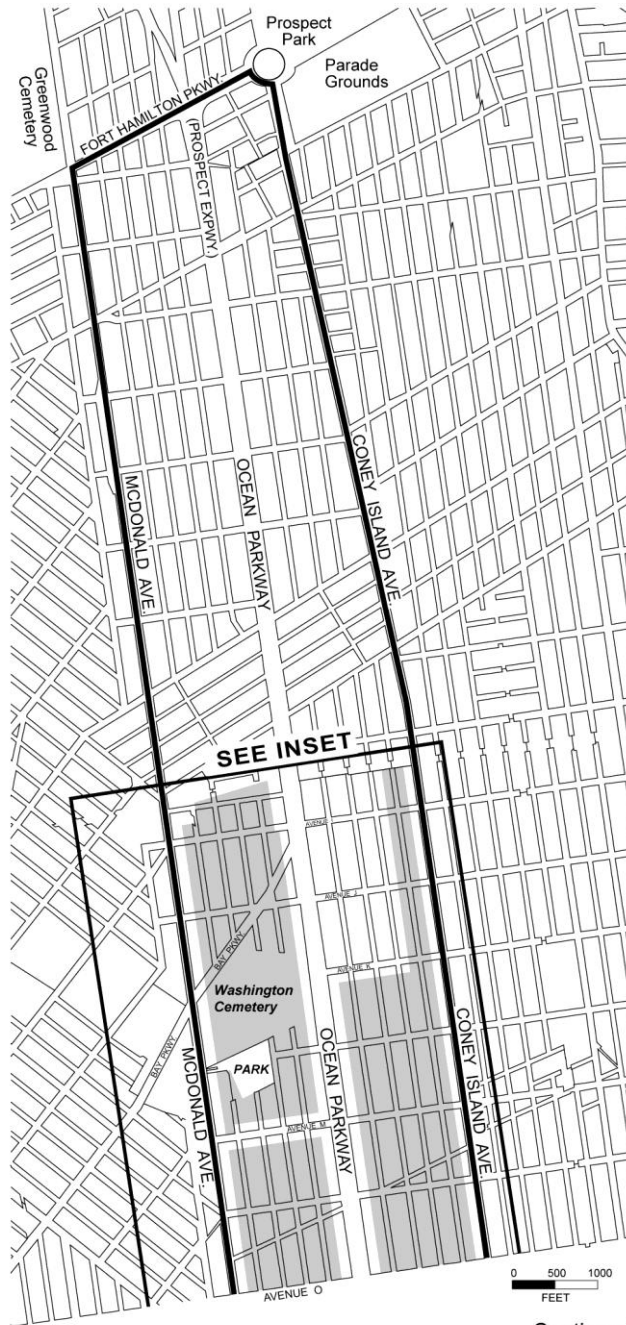 Prospect
Park
Parade
Grounds
Greenwood
Cemetery
FORT HAMILTON PKWY.
(PROSPECT EXPWY.)
MCDONALD AVE.
OCEAN PARKWAY
CONEY ISLAND AVE.
SEE INSET
AVENUE
AVENUE J
BAY PKWY
AVENUE K
Washington
Cemetery
OCEAN PARKWAY
CONEY ISLAND AVE.
BAY PKWY
MCDONALD AVE.
PARK
AVENUE M
AVENUE O
0 500 1000
FEET